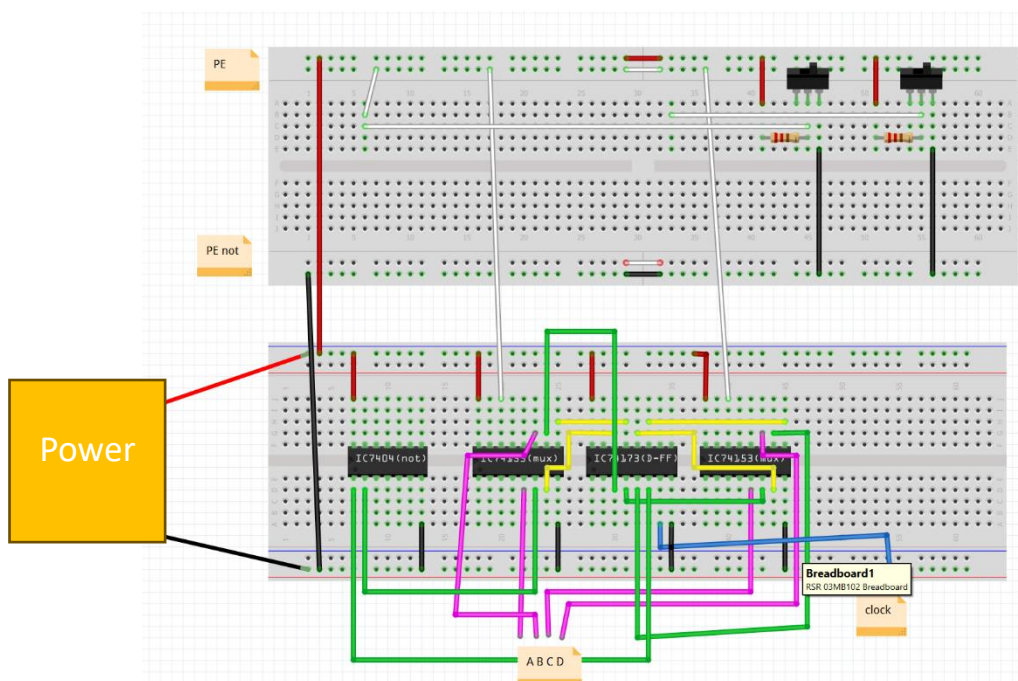 PE
PE not
Power
IC7404(not)
IC74153(mux)
IC74173(D-FF)
IC74153(mux)
Breadboard1
RSR 03MB102 Breadboard
clock
A B C D